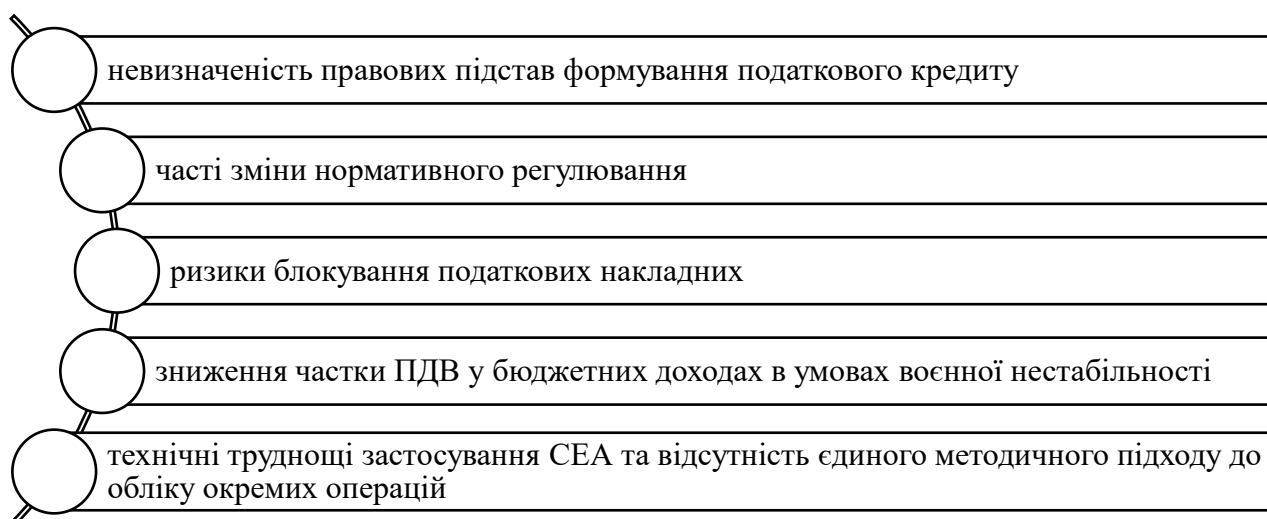 невизначеність правових підстав формування податкового кредиту
часті зміни нормативного регулювання
ризики блокування податкових накладних
зниження частки ПДВ у бюджетних доходах в умовах воєнної нестабільності
технічні труднощі застосування СЕА та відсутність єдиного методичного підходу до
обліку окремих операцій